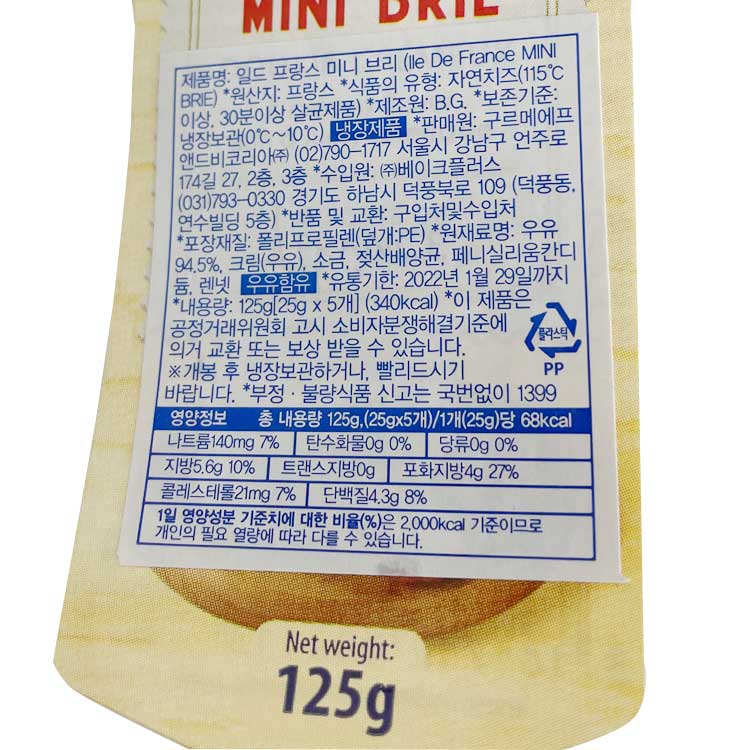 MINI BRIE
제품명: 일드 프랑스 미니 브리 (Ile De France MINI
BRIE) *원산지: 프랑스 *식품의 유형: 자연치즈(115℃
이상, 30분이상 살균제품) *제조원: B.G. *보존기준:
냉장보관(0℃~10℃) 냉장제품 *판매원: 구르메에프
앤드비코리아㈜ (02)790-1717 서울시 강남구 언주로
174길 27, 2층, 3층 *수입원: ㈜베이크플러스
(031)793-0330 경기도 하남시 덕풍북로 109 (덕풍동,
연수빌딩 5층) *반품 및 교환: 구입처및수입처
*포장재질: 폴리프로필렌(덮개:PE) *원재료명: 우유
94.5%, 크림(우유), 소금, 젖산배양균, 페니실리움칸디
듐, 렌넷 우유함유 *유통기한: 2022년 1월 29일까지
*내용량: 125g[25g x 5개] (340kcal) *이 제품은
공정거래위원회 고시 소비자분쟁해결기준에
의거 교환 또는 보상 받을 수 있습니다.
※개봉 후 냉장보관하거나, 빨리드시기
바랍니다. *부정·불량식품 신고는 국번없이 1399
플라스틱
PP
영양정보 총 내용량 125g,(25gx5개)/1개(25g)당 68kcal
나트륨140mg 7% 탄수화물0g 0% 당류0g 0%
지방5.6g 10% 트랜스지방0g 포화지방4g 27%
콜레스테롤21mg 7% 단백질4.3g 8%
1일 영양성분 기준치에 대한 비율(%)은 2,000kcal 기준이므로
개인의 필요 열량에 따라 다를 수 있습니다.
Net weight:
125g